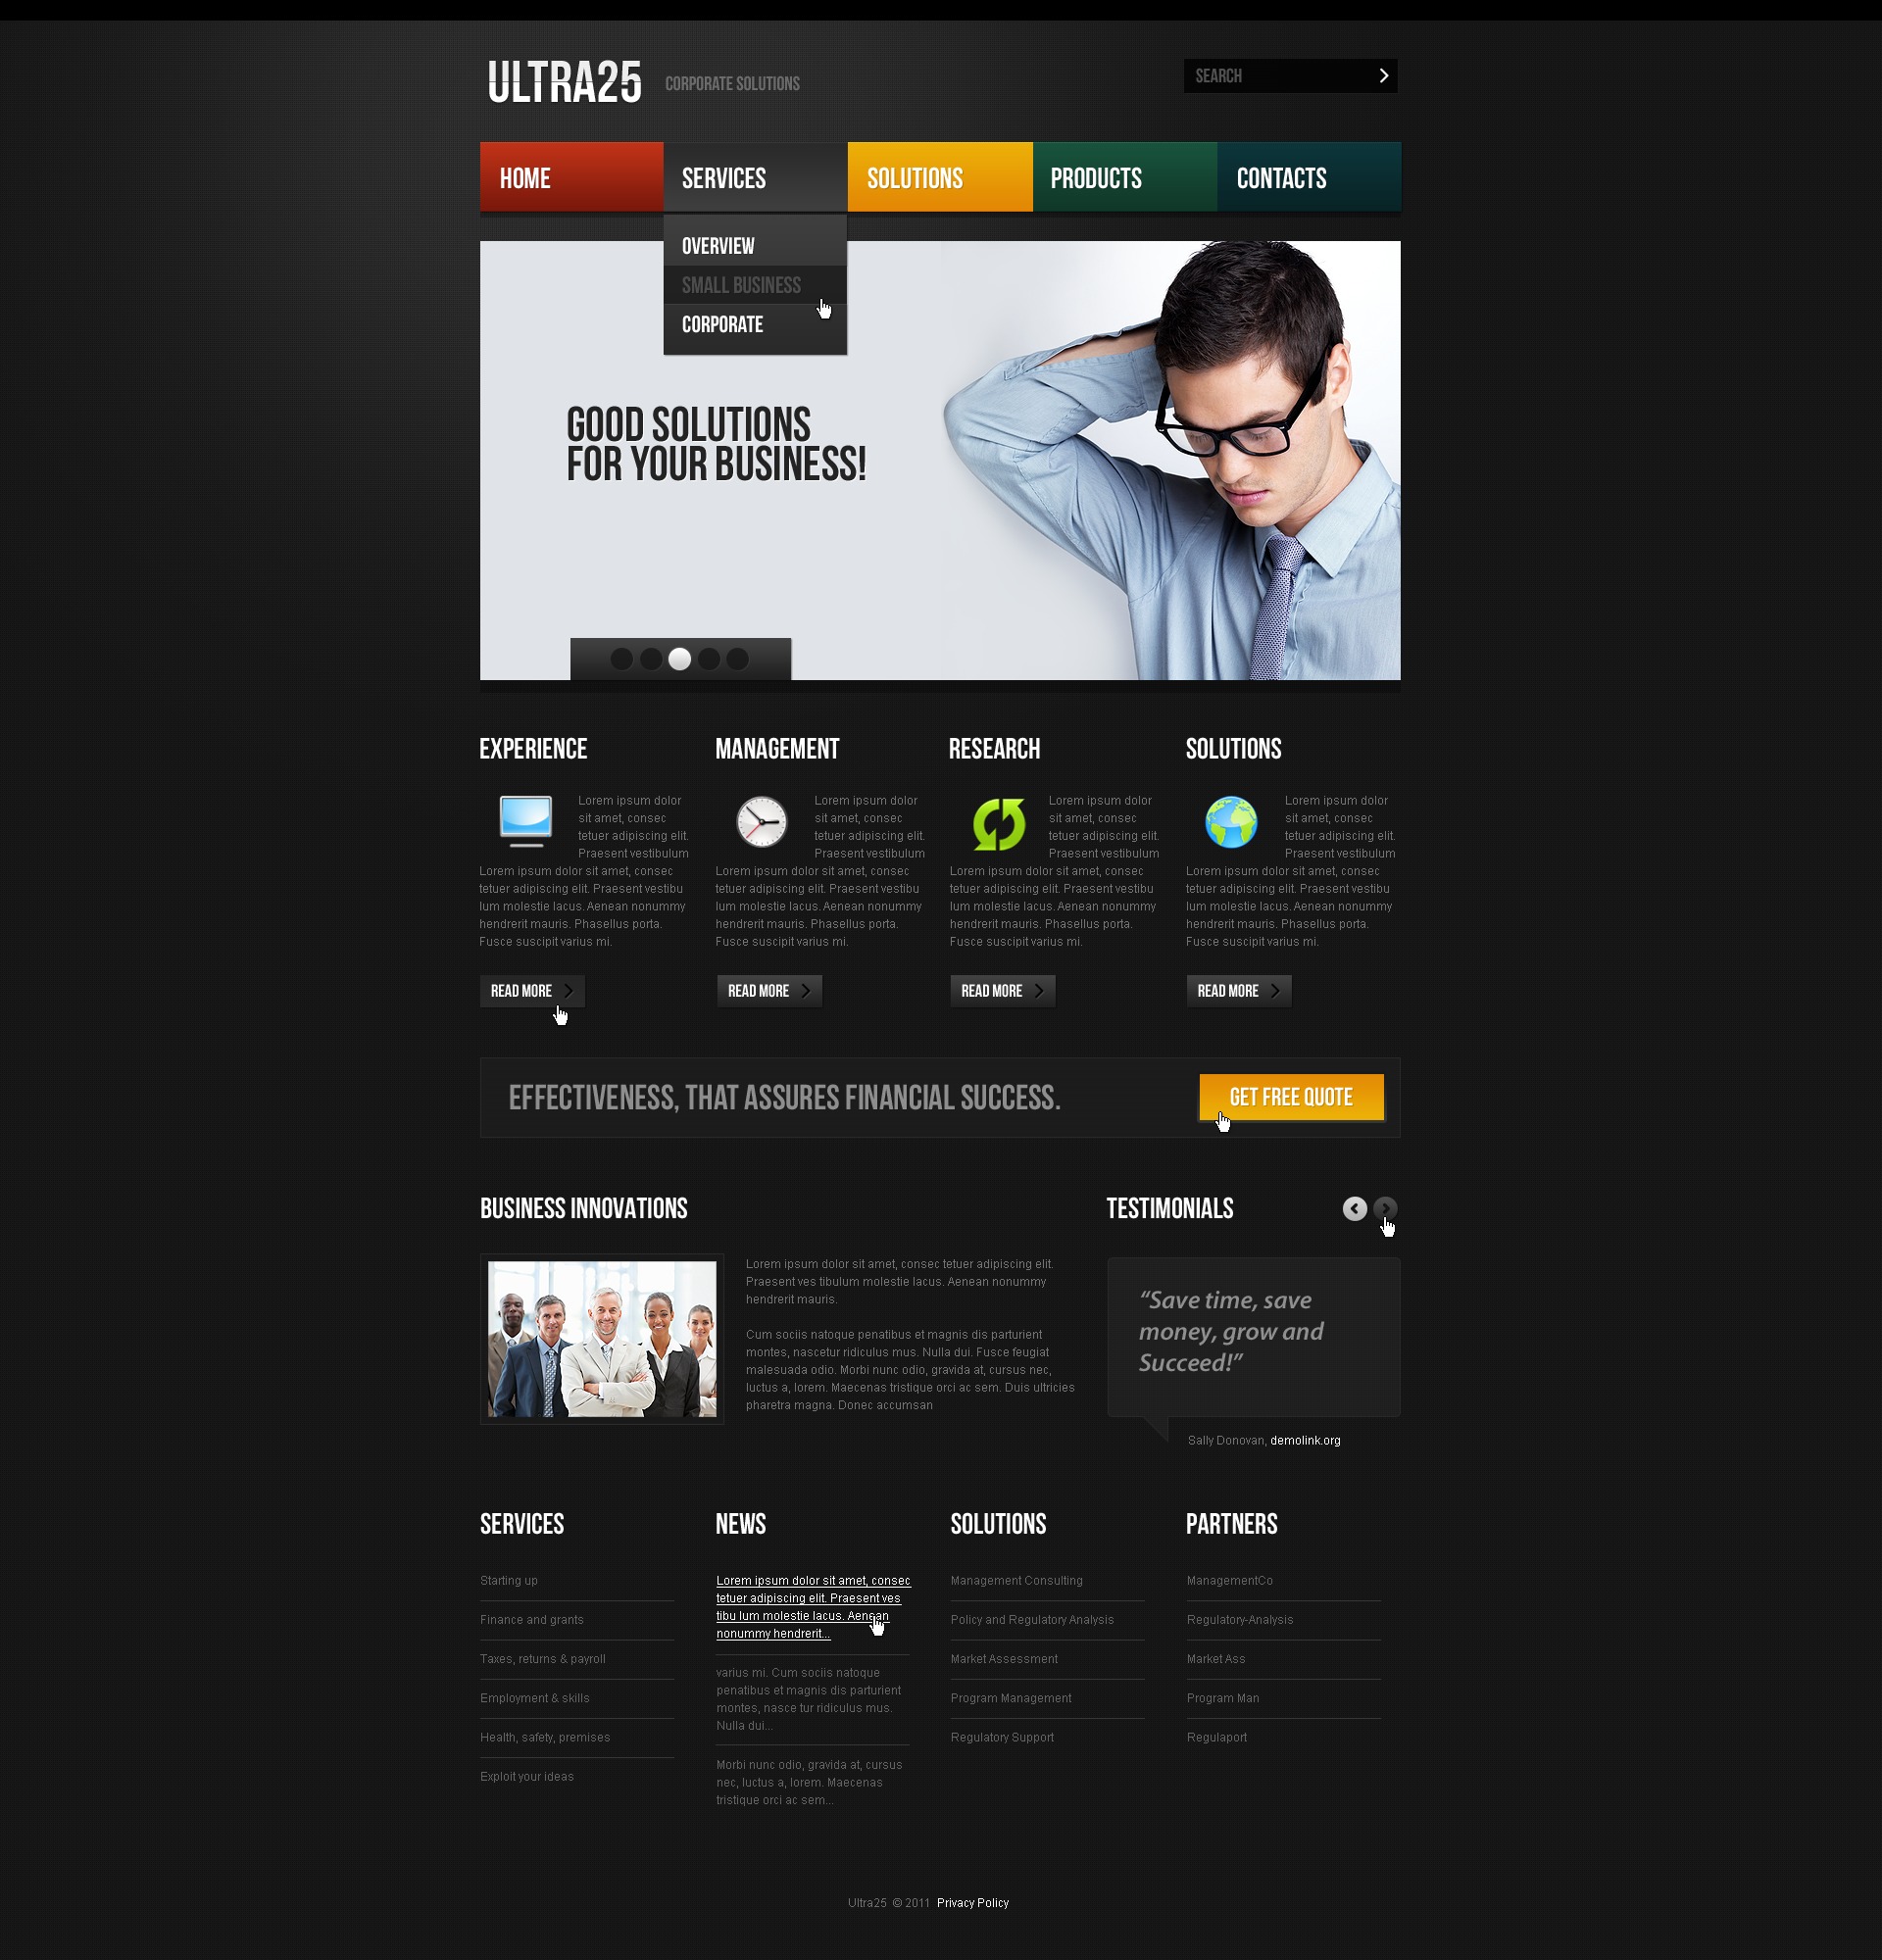 ULTRA25 CORPORATE SOLUTIONS
SEARCH
HOME
SERVICES
SOLUTIONS
PRODUCTS
CONTACTS
OVERVIEW
SMALL BUSINESS
CORPORATE
GOOD SOLUTIONS
FOR YOUR BUSINESS!
EXPERIENCE
Lorem ipsum dolor
sit amet, consec
tetuer adipiscing elit.
Praesent vestibulum
Lorem ipsum dolor sit amet, consec
tetuer adipiscing elit. Praesent vestibu
lum molestie lacus. Aenean nonummy
hendrerit mauris. Phasellus porta.
Fusce suscipit varius mi.
READ MORE
MANAGEMENT
Lorem ipsum dolor
sit amet, consec
tetuer adipiscing elit.
Praesent vestibulum
Lorem ipsum dolor sit amet, consec
tetuer adipiscing elit. Praesent vestibu
lum molestie lacus. Aenean nonummy
hendrerit mauris. Phasellus porta.
Fusce suscipit varius mi.
READ MORE
RESEARCH
Lorem ipsum dolor
sit amet, consec
tetuer adipiscing elit.
Praesent vestibulum
Lorem ipsum dolor sit amet, consec
tetuer adipiscing elit. Praesent vestibu
lum molestie lacus. Aenean nonummy
hendrerit mauris. Phasellus porta.
Fusce suscipit varius mi.
READ MORE
SOLUTIONS
Lorem ipsum dolor
sit amet, consec
tetuer adipiscing elit.
Praesent vestibulum
Lorem ipsum dolor sit amet, consec
tetuer adipiscing elit. Praesent vestibu
lum molestie lacus. Aenean nonummy
hendrerit mauris. Phasellus porta.
Fusce suscipit varius mi.
READ MORE
EFFECTIVENESS, THAT ASSURES FINANCIAL SUCCESS.
GET FREE QUOTE
BUSINESS INNOVATIONS
Lorem ipsum dolor sit amet, consec tetuer adipiscing elit.
Praesent ves tibulum molestie lacus. Aenean nonummy
hendrerit mauris.
Cum sociis natoque penatibus et magnis dis parturient
montes, nascetur ridiculus mus. Nulla dui. Fusce feugiat
malesuada odio. Morbi nunc odio, gravida at, cursus nec,
luctus a, lorem. Maecenas tristique orci ac sem. Duis ultricies
pharetra magna. Donec accumsan
TESTIMONIALS
“Save time, save
money, grow and
Succeed!”
Sally Donovan, demolink.org
SERVICES
Starting up
Finance and grants
Taxes, returns & payroll
Employment & skills
Health, safety, premises
Exploit your ideas
NEWS
Lorem ipsum dolor sit amet, consec
tetuer adipiscing elit. Praesent ves
tibu lum molestie lacus. Aenean
nonummy hendrerit...
varius mi. Cum sociis natoque
penatibus et magnis dis parturient
montes, nasce tur ridiculus mus.
Nulla dui...
Morbi nunc odio, gravida at, cursus
nec, luctus a, lorem. Maecenas
tristique orci ac sem...
SOLUTIONS
Management Consulting
Policy and Regulatory Analysis
Market Assessment
Program Management
Regulatory Support
PARTNERS
ManagementCo
Regulatory-Analysis
Market Ass
Program Man
Regulaport
Ultra25 © 2011 Privacy Policy